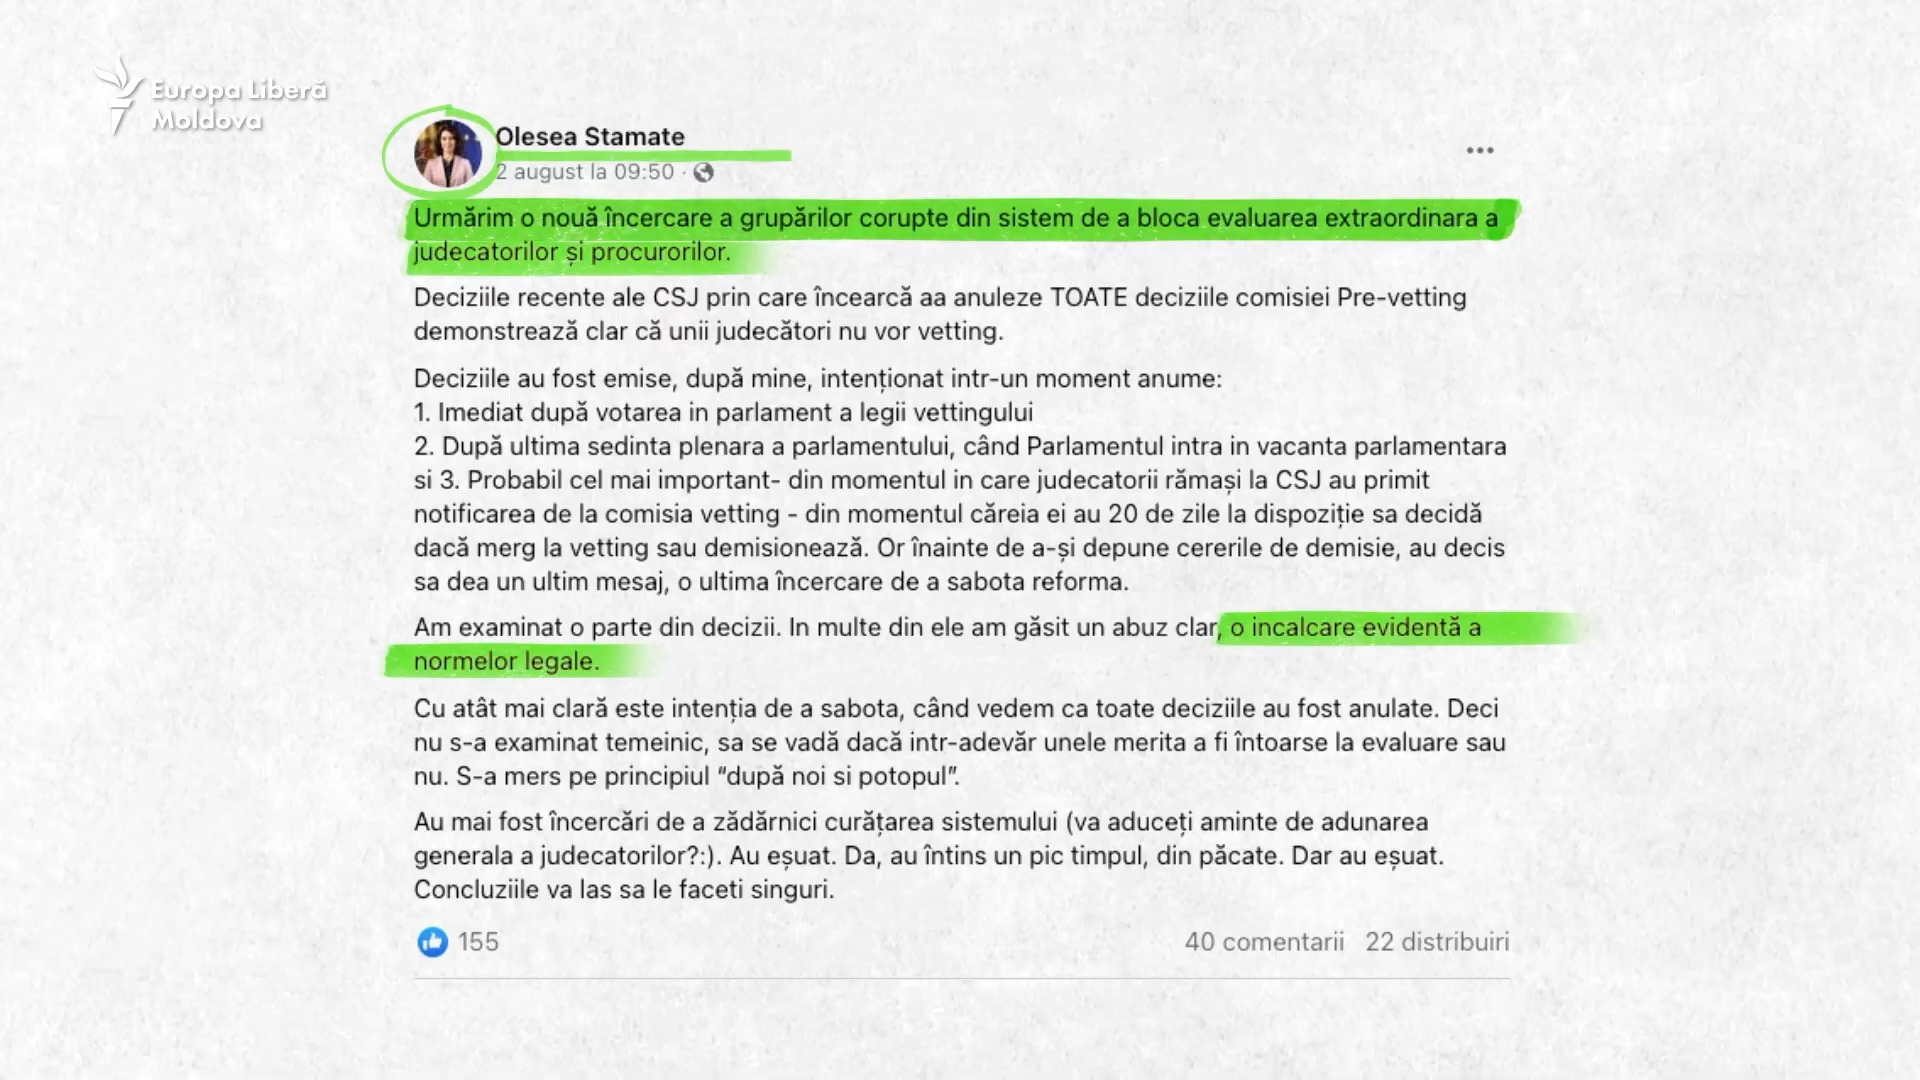 Europa Liberă
Moldova
Olesea Stamate
2 august la 09:50 ·
Urmărim o nouă încercare a grupărilor corupte din sistem de a bloca evaluarea extraordinara a
judecatorilor și procurorilor.
Deciziile recente ale CSJ prin care încearcă aa anuleze TOATE deciziile comisiei Pre-vetting
demonstrează clar că unii judecători nu vor vetting.
Deciziile au fost emise, după mine, intenționat intr-un moment anume:
1. Imediat după votarea in parlament a legii vettingului
2. După ultima sedinta plenara a parlamentului, când Parlamentul intra in vacanta parlamentara
si 3. Probabil cel mai important- din momentul in care judecatorii rămași la CSJ au primit
notificarea de la comisia vetting - din momentul căreia ei au 20 de zile la dispoziție sa decidă
dacă merg la vetting sau demisionează. Or înainte de a-și depune cererile de demisie, au decis
sa dea un ultim mesaj, o ultima încercare de a sabota reforma.
Am examinat o parte din decizii. In multe din ele am găsit un abuz clar, o incalcare evidentă a
normelor legale.
Cu atât mai clară este intenția de a sabota, când vedem ca toate deciziile au fost anulate. Deci
nu s-a examinat temeinic, sa se vadă dacă intr-adevăr unele merita a fi întoarse la evaluare sau
nu. S-a mers pe principiul “după noi si potopul”.
Au mai fost încercări de a zădărnici curățarea sistemului (va aduceți aminte de adunarea
generala a judecatorilor?:). Au eșuat. Da, au întins un pic timpul, din păcate. Dar au eșuat.
Concluziile va las sa le faceti singuri.
155
40 comentarii 22 distribuiri